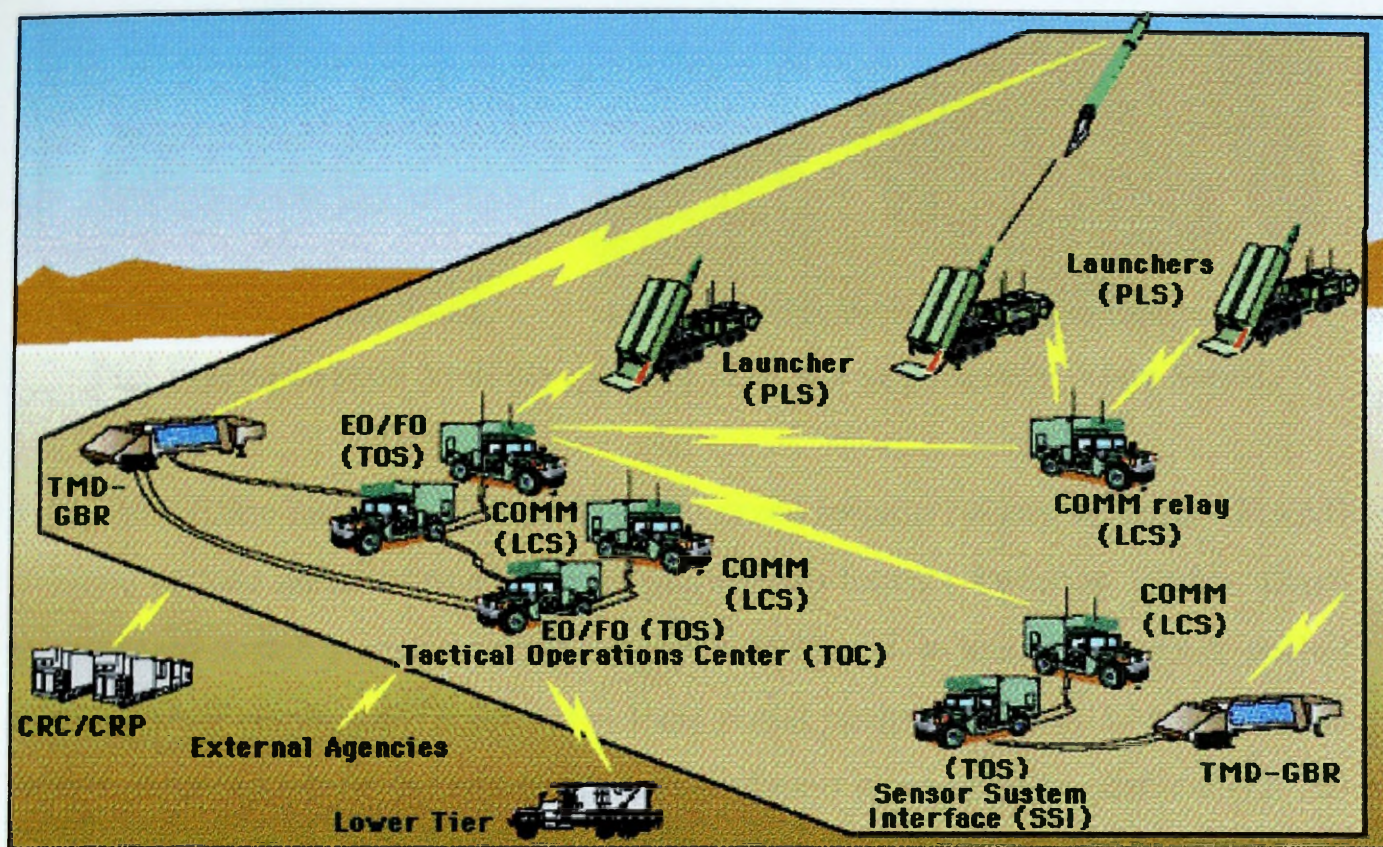 Launchers
(PLS)
Launcher
(PLS)
EO/FO
(TOS)
TMD-
GBR
COMM
(LCS)
COMM relay
(LCS)
COMM
(LCS)
COMM
(LCS)
EO/FO (TOS)
Tactical Operations Center (TOC)
CRC/CRP
External Agencies
Lower Tier
(TOS)
Sensor Sustem
Interface (SSI)
TMD-GBR